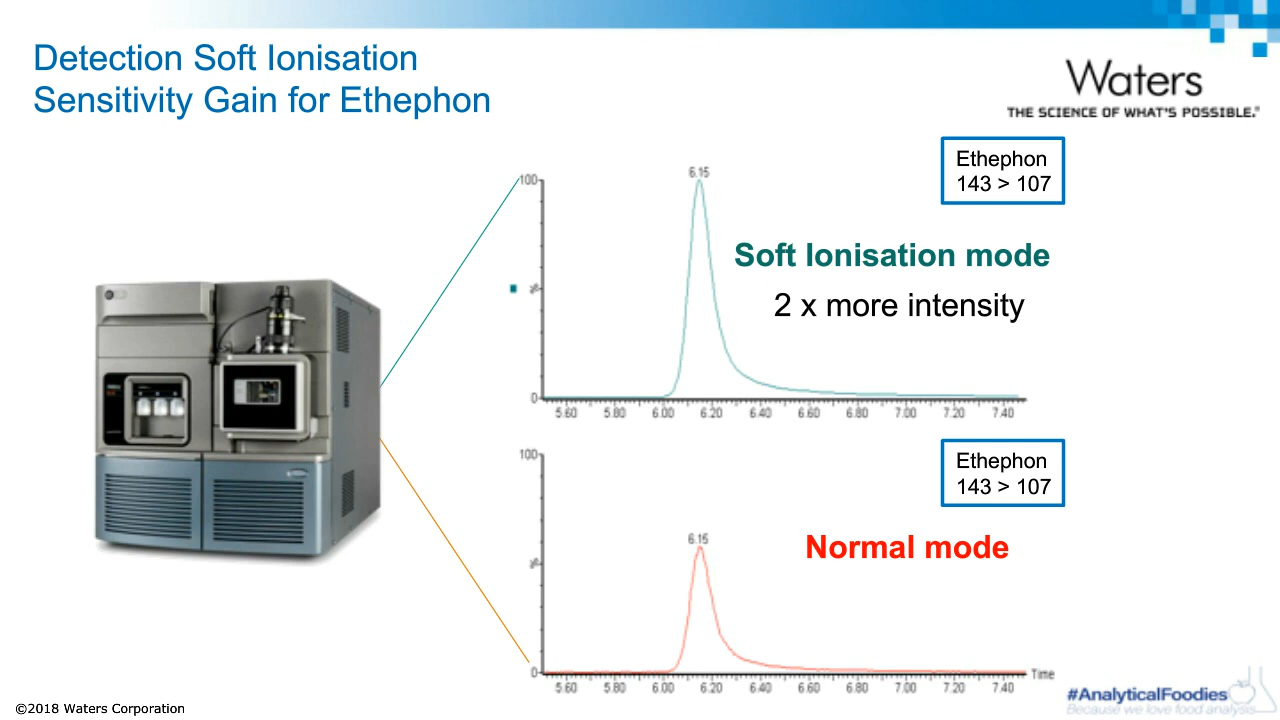 Detection Soft Ionisation
Sensitivity Gain for Ethephon
Waters
THE SCIENCE OF WHAT'S POSSIBLE.®
Ethephon
143 > 107
6.15
100
%
0
Soft Ionisation mode
2 x more intensity
5.60 5.80 6.00 6.20 6.40 6.60 6.80 7.00 7.20 7.40
Ethephon
143 > 107
100
6.15
%
0
Normal mode
Time
5.60 5.80 6.00 6.20 6.40 6.60 6.80 7.00 7.20 7.40
#AnalyticalFoodies
Because we love food analysis
©2018 Waters Corporation